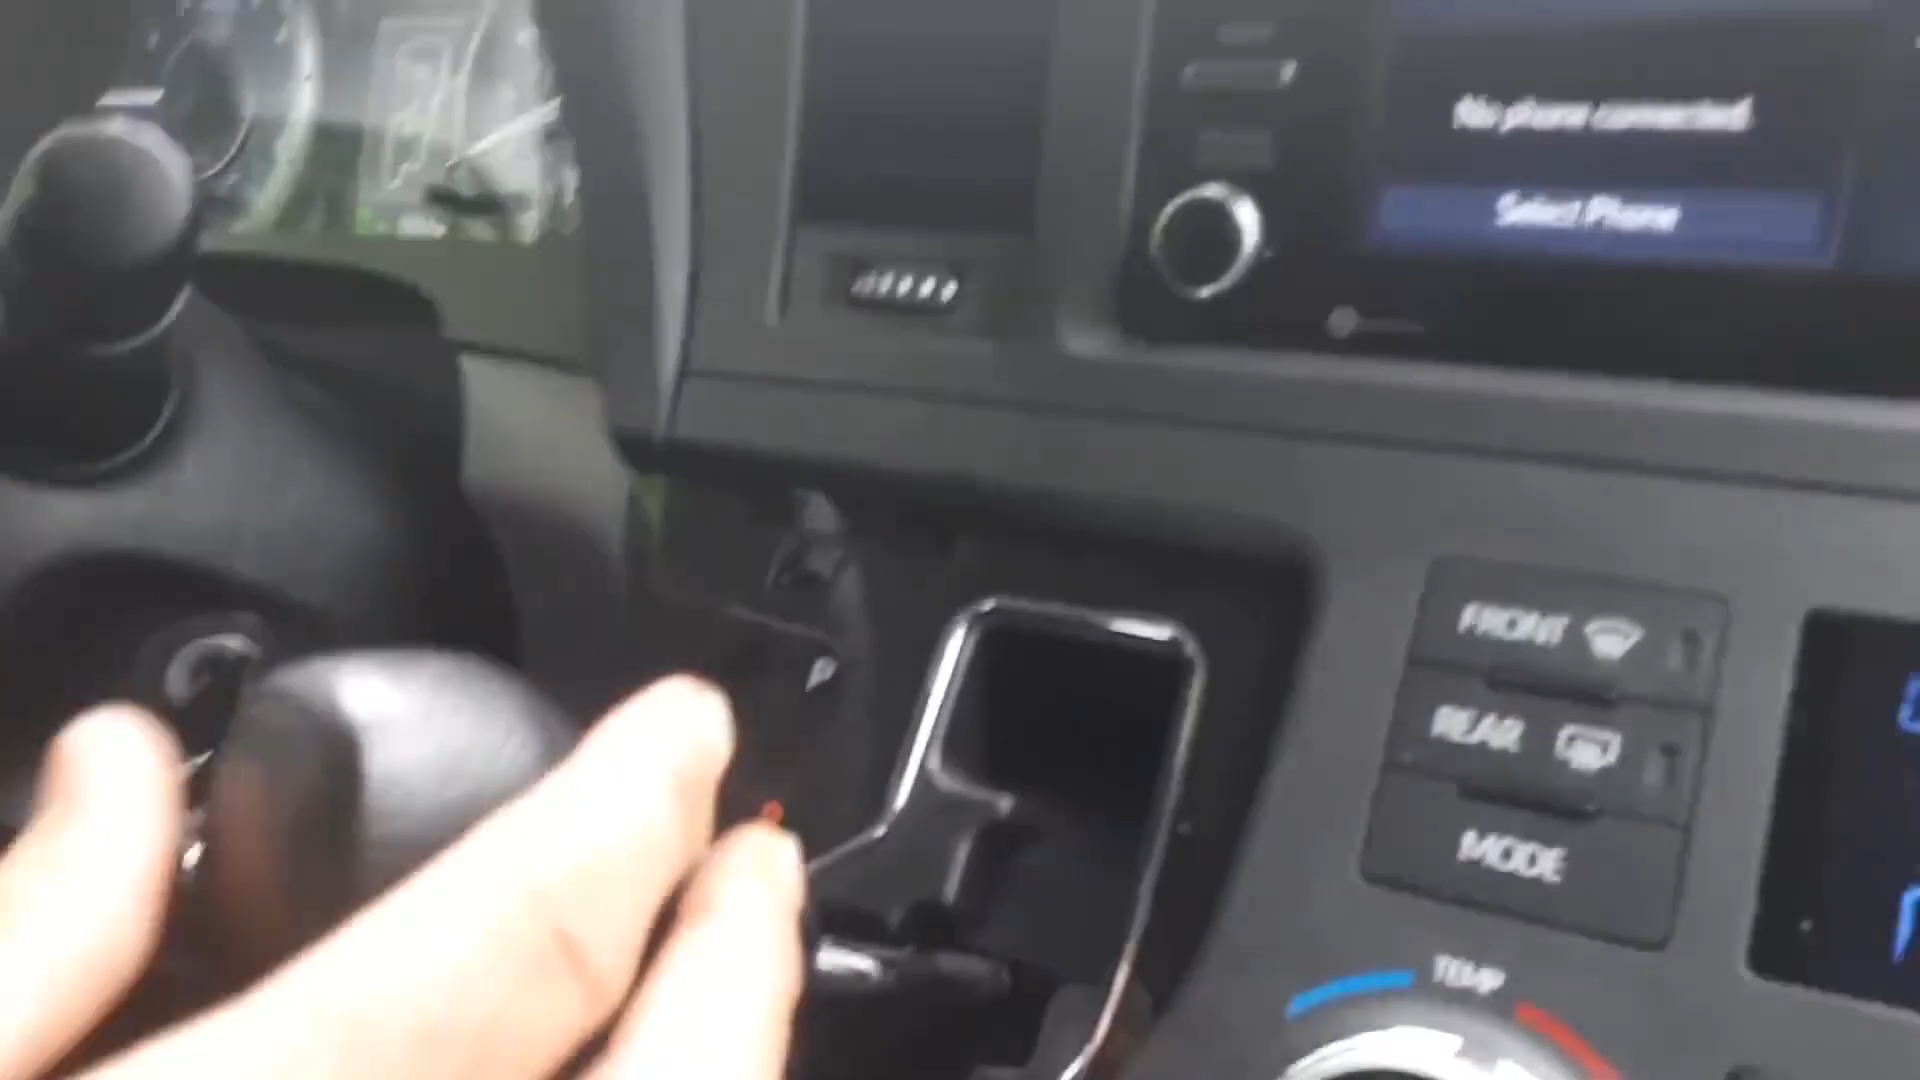 No phone connected.
Select Phone
P
FRONT
REAR
MODE
TEMP